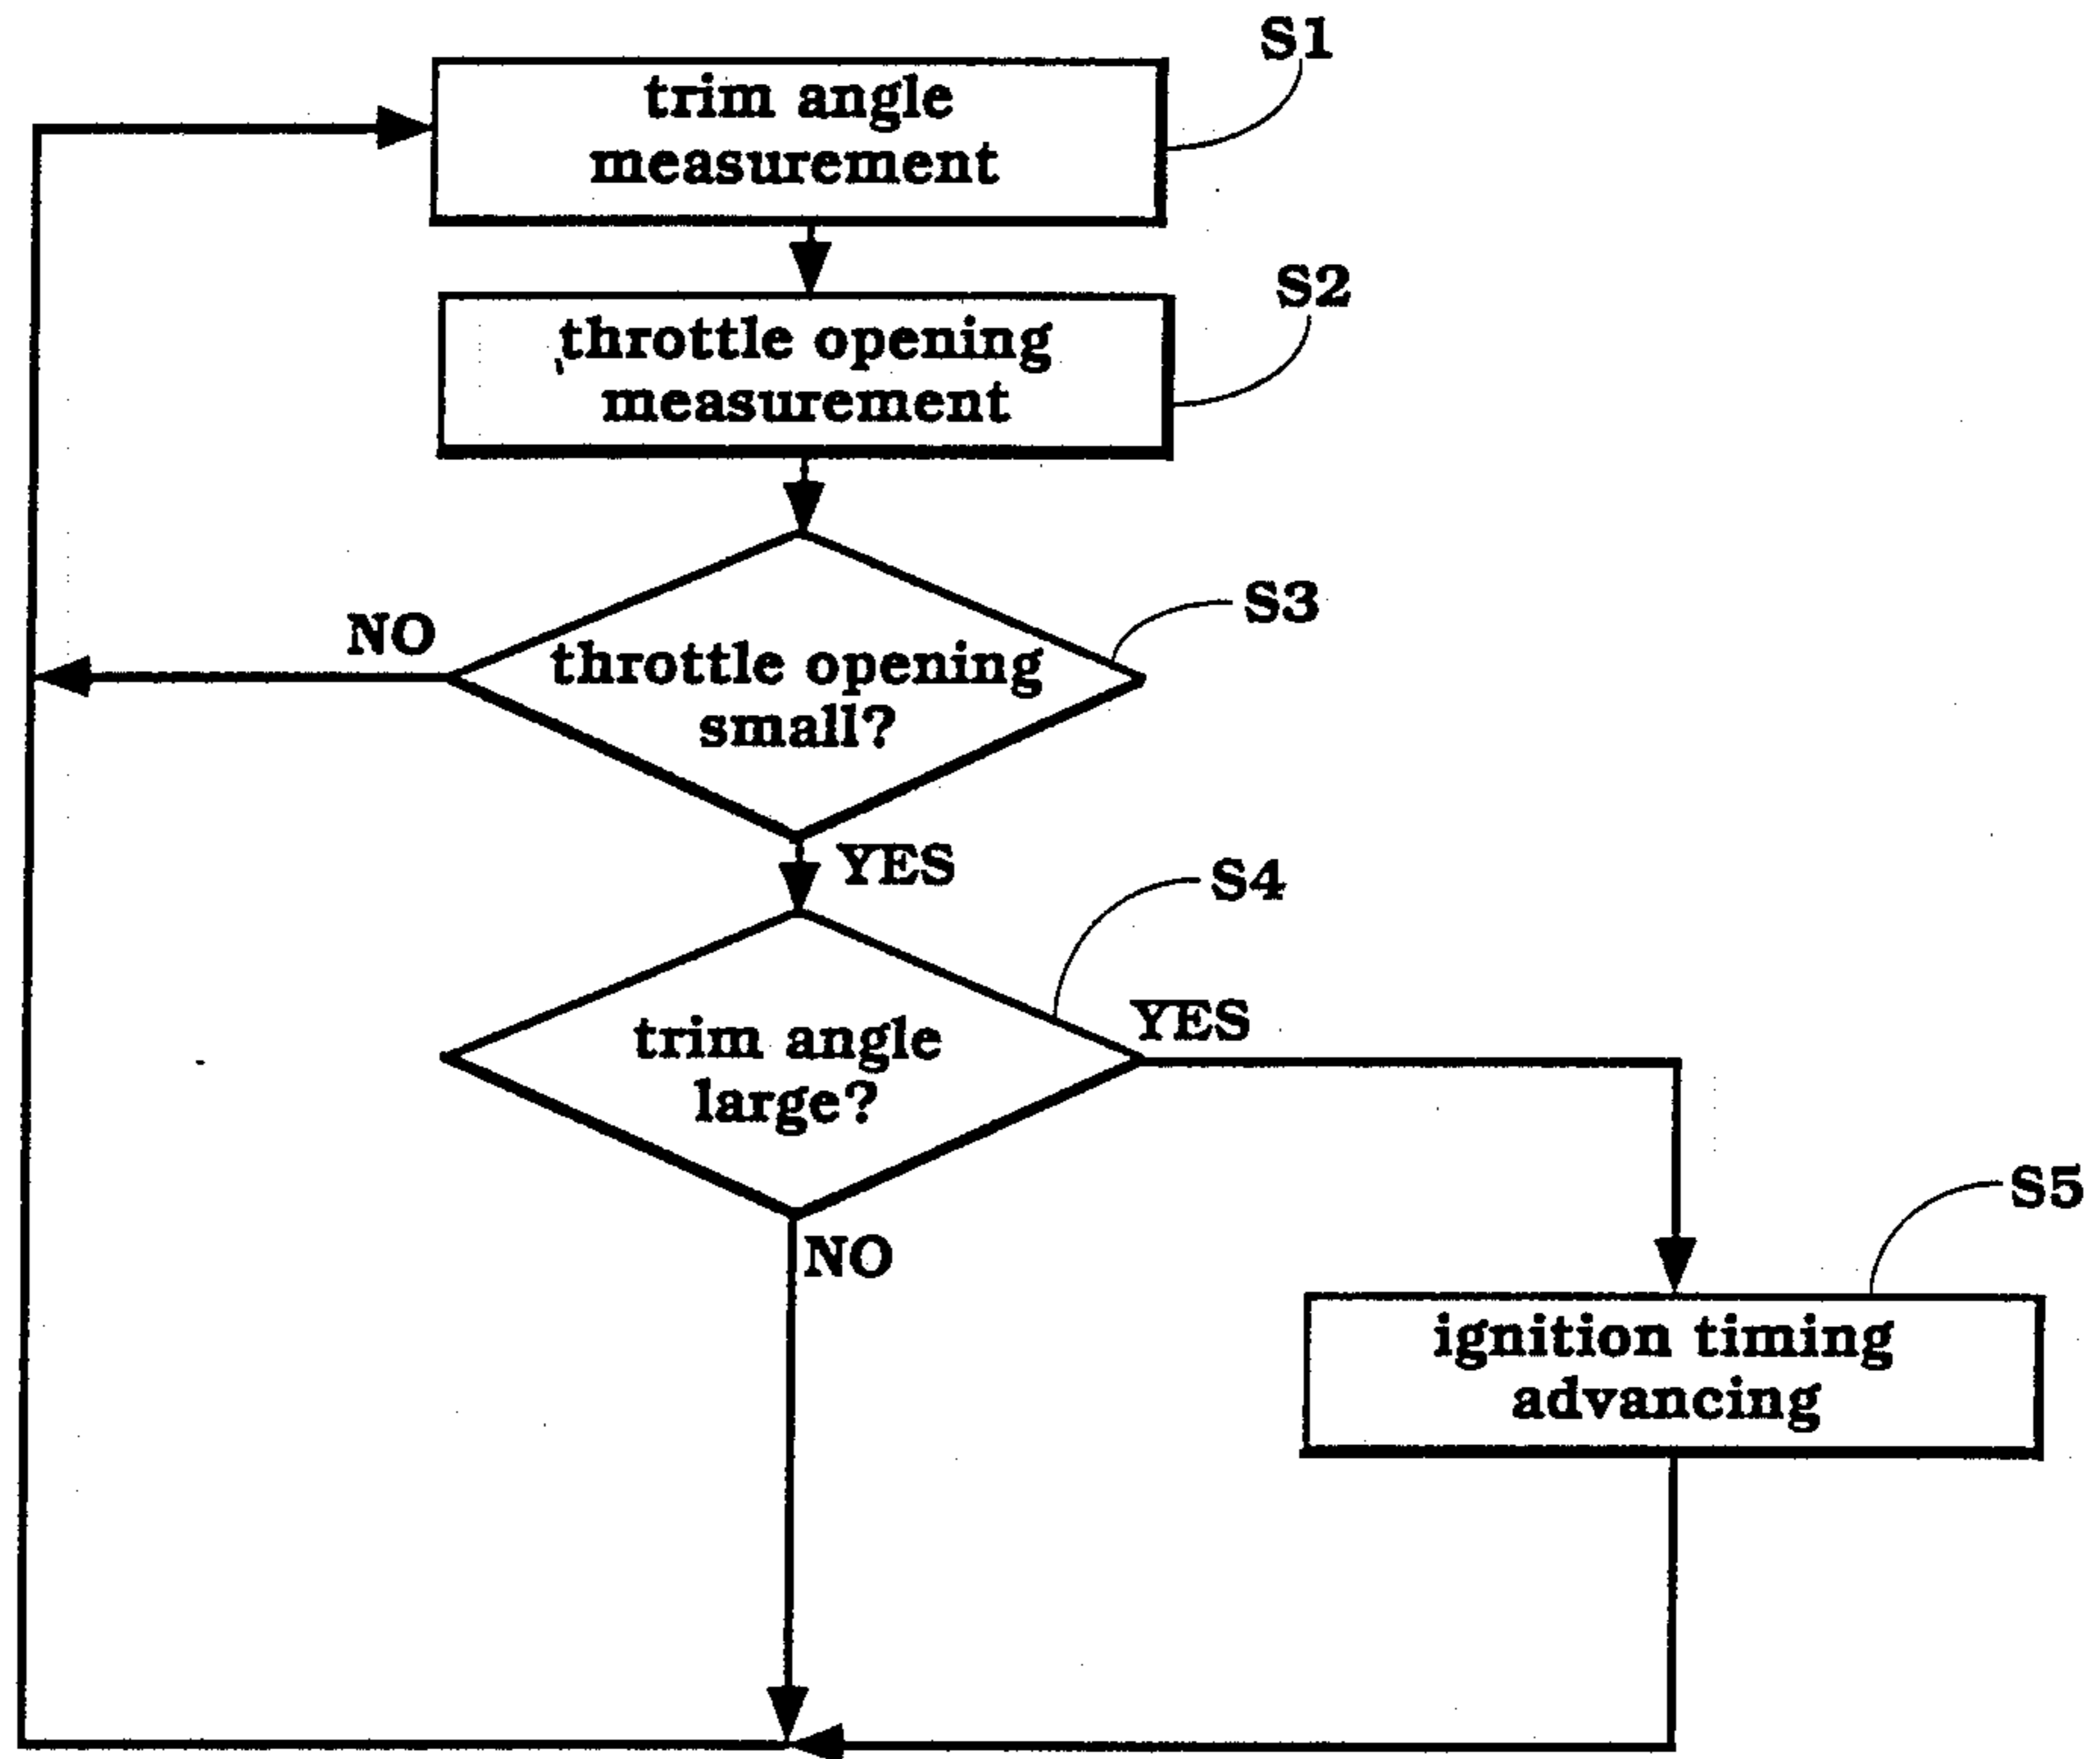 S1
trim angle
measurement
S2
throttle opening
measurement
S3
NO
throttle opening
small?
YES
S4
YES
trim angle
large?
NO
S5
ignition timing
advancing